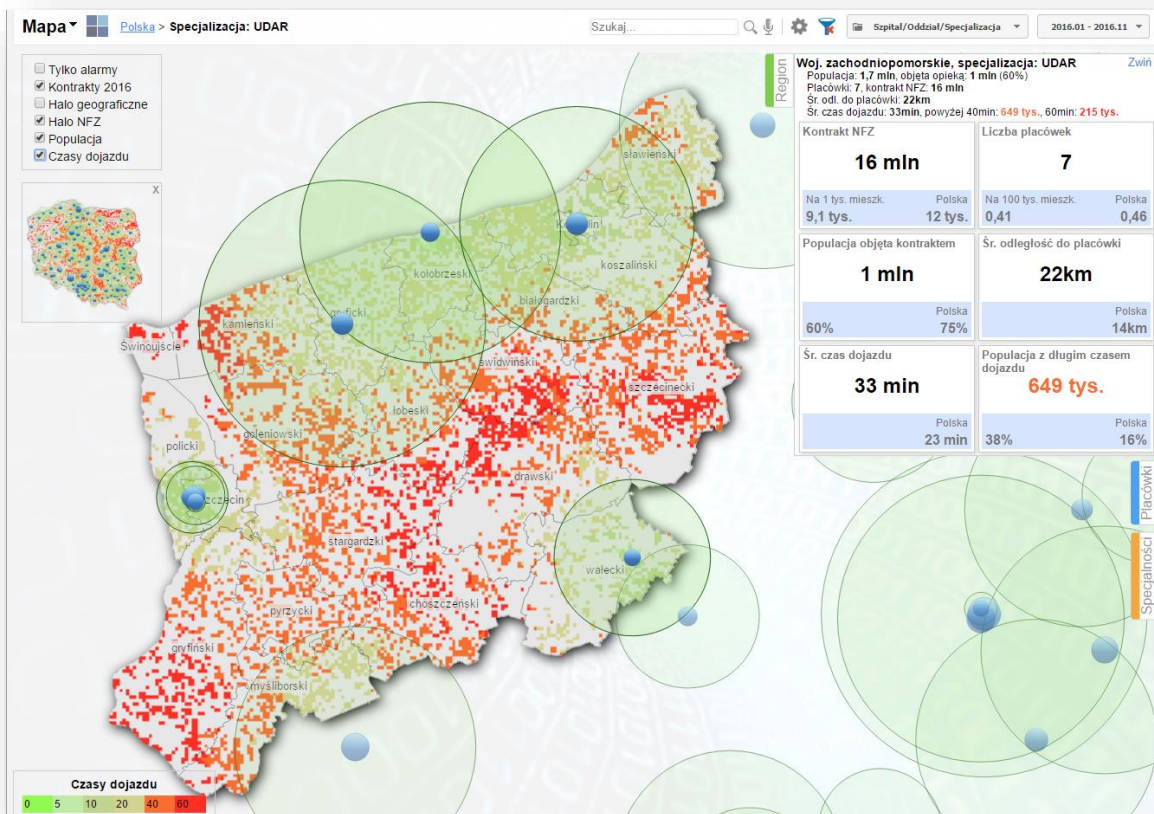 Mapa
Polska > Specjalizacja: UDAR
Szukaj...
Szpital/Oddział/Specjalizacja
2016.01 - 2016.11
Tylko alarmy
Kontrakty 2016
Halo geograficzne
Halo NFZ
Populacja
Czasy dojazdu
x
Region
Woj. zachodniopomorskie, specjalizacja: UDAR
Zwiń
Populacja: 1,7 mln, objęta opieką: 1 mln (60%)
Placówki: 7, kontrakt NFZ: 16 mln
Śr. odl. do placówki: 22km
Śr. czas dojazdu: 33min, powyżej 40min: 649 tys., 60min: 215 tys.
Kontrakt NFZ
16 mln
Na 1 tys. mieszk. Polska
9,1 tys. 12 tys.
Liczba placówek
7
Na 100 tys. mieszk. Polska
0,41 0,46
Populacja objęta kontraktem
1 mln
Polska
60% 75%
Śr. odległość do placówki
22km
Polska
14km
Śr. czas dojazdu
33 min
Polska
23 min
Populacja z długim czasem
dojazdu
649 tys.
Polska
38% 16%
Placówki
Specjalności
sławieński
koszaliński
kołobrzeski
białogardzki
gryficki
kamieński
Świnoujście
świdwiński
szczecinecki
łobeski
goleniowski
policki
drawski
stargardzki
wałecki
choszczeński
pyrzycki
gryfiński
myśliborski
Czasy dojazdu
0 5 10 20 40 60